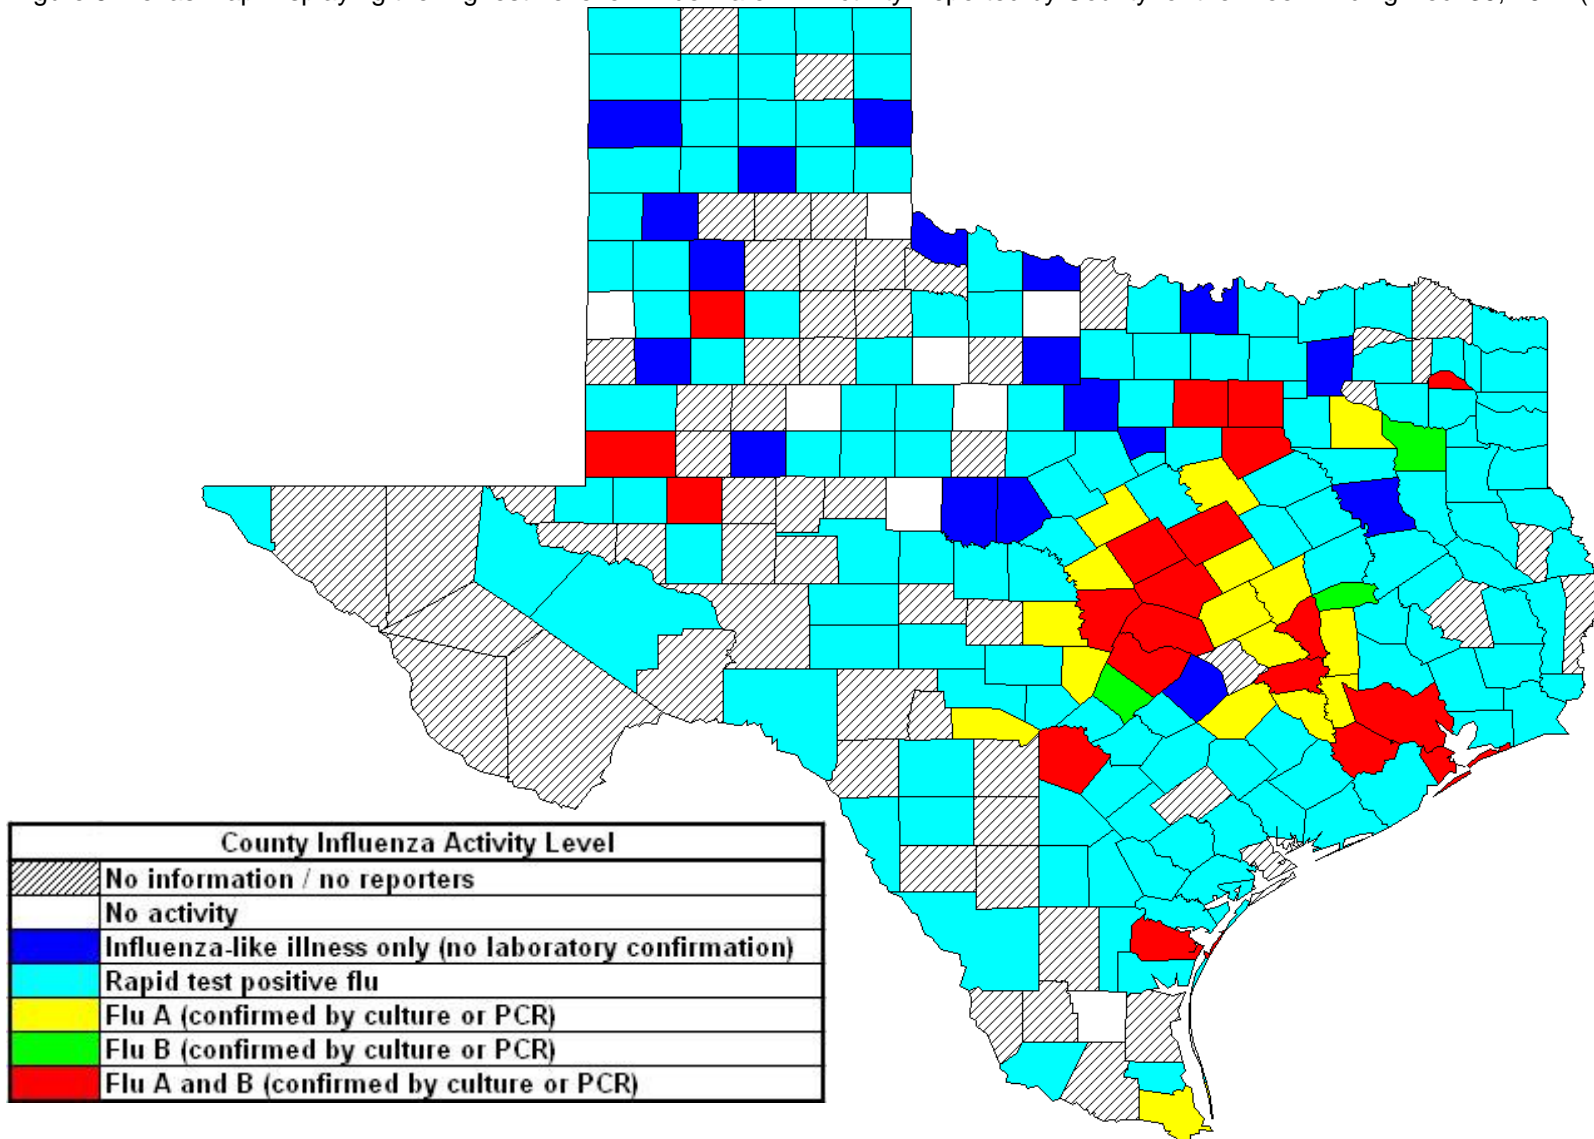 County Influenza Activity Level
No information / no reporters
No activity
Influenza-like illness only (no laboratory confirmation)
Rapid test positive flu
Flu A (confirmed by culture or PCR)
Flu B (confirmed by culture or PCR)
Flu A and B (confirmed by culture or PCR)